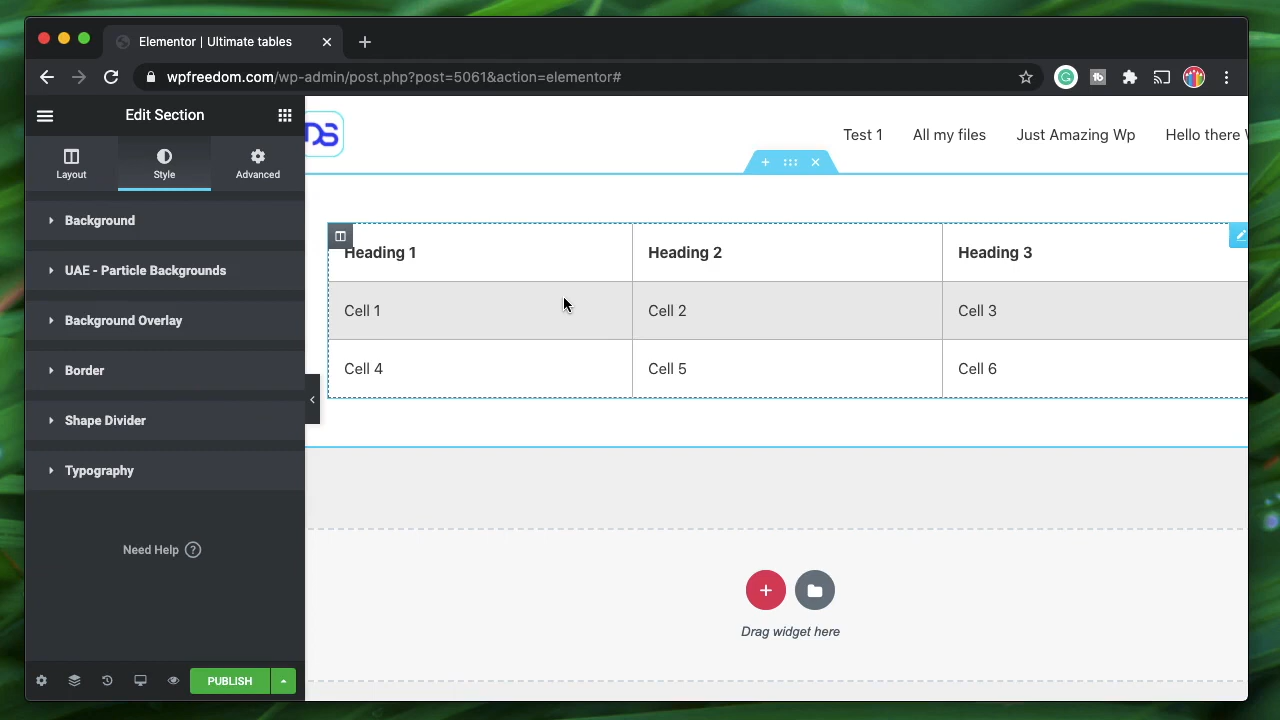 Elementor | Ultimate tables
wpfreedom.com/wp-admin/post.php?post=5061&action=elementor#
Edit Section
Layout
Style
Advanced
Background
UAE - Particle Backgrounds
Background Overlay
Border
Shape Divider
Typography
Need Help ?
PUBLISH
DS
Test 1 All my files Just Amazing Wp Hello there
Heading 1 Heading 2 Heading 3
Cell 1 Cell 2 Cell 3
Cell 4 Cell 5 Cell 6
Drag widget here